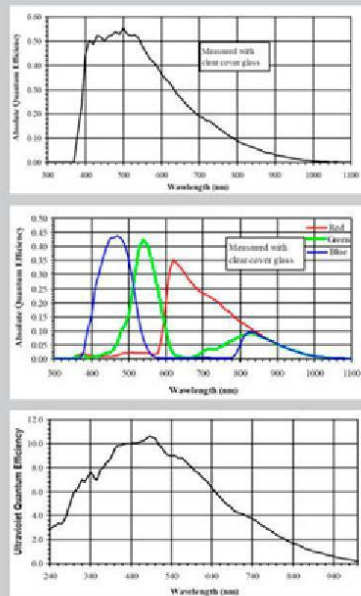 Absolute Quantum Efficiency
0.60
0.50
0.40
0.30
0.20
0.10
0.00
Measured with
clear cover glass
300 400 500 600 700 800 900 1000 1100
Wavelength (nm)
Absolute Quantum Efficiency
0.50
0.45
0.40
0.35
0.30
0.25
0.20
0.15
0.10
0.05
0.00
Red
Green
Blue
Measured with
clear cover glass
300 400 500 600 700 800 900 1000 1100
Wavelength (nm)
Ultraviolet Quantum Efficiency
12.0
10.0
8.0
6.0
4.0
2.0
0.0
240 340 440 540 640 740 840 940
Wavelength (nm)